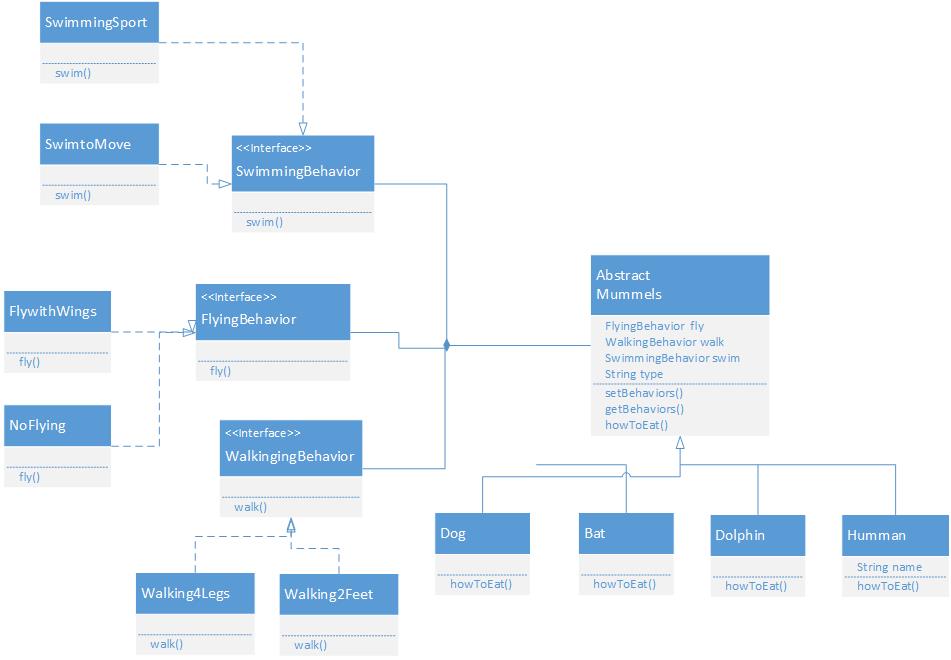 SwimmingSport
swim()
SwimtoMove
swim()
<<Interface>>
SwimmingBehavior
swim()
FlywithWings
fly()
NoFlying
fly()
<<Interface>>
FlyingBehavior
fly()
<<Interface>>
WalkingingBehavior
walk()
Walking4Legs
walk()
Walking2Feet
walk()
Abstract
Mummels
FlyingBehavior fly
WalkingBehavior walk
SwimmingBehavior swim
String type
setBehaviors()
getBehaviors()
howToEat()
Dog
howToEat()
Bat
howToEat()
Dolphin
howToEat()
Humman
String name
howToEat()